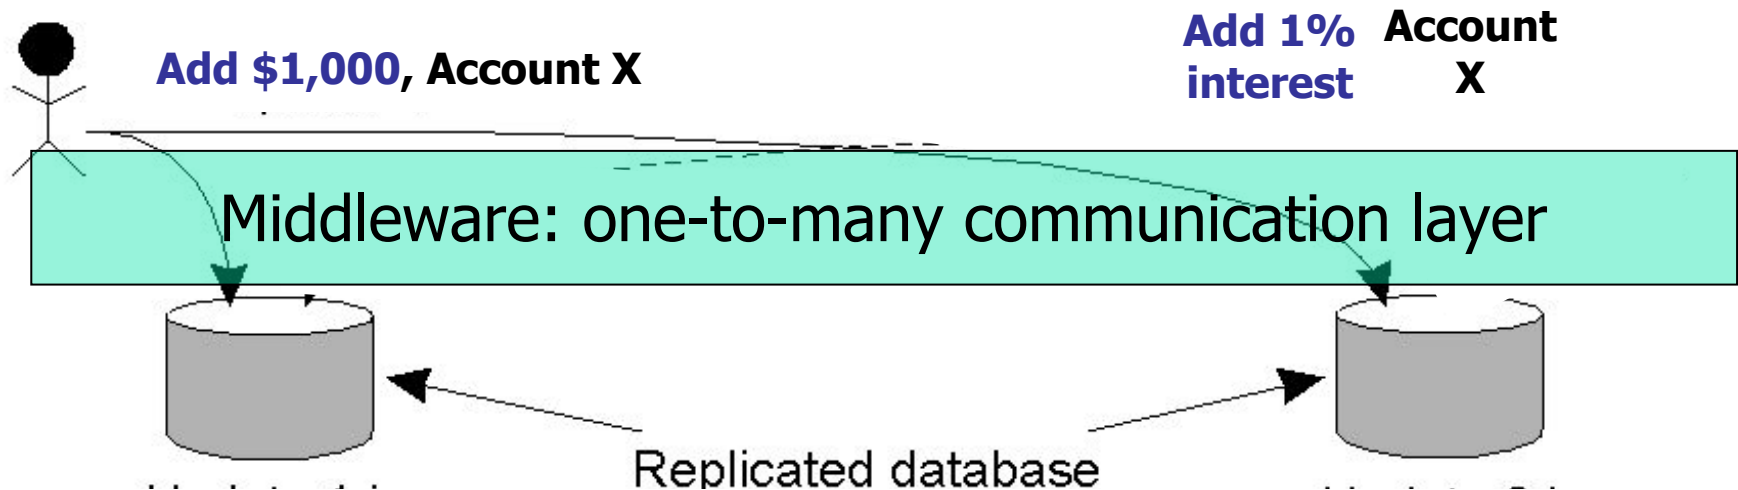 Add $1,000, Account X
Add 1% Account
interest X
Middleware: one-to-many communication layer
Replicated database